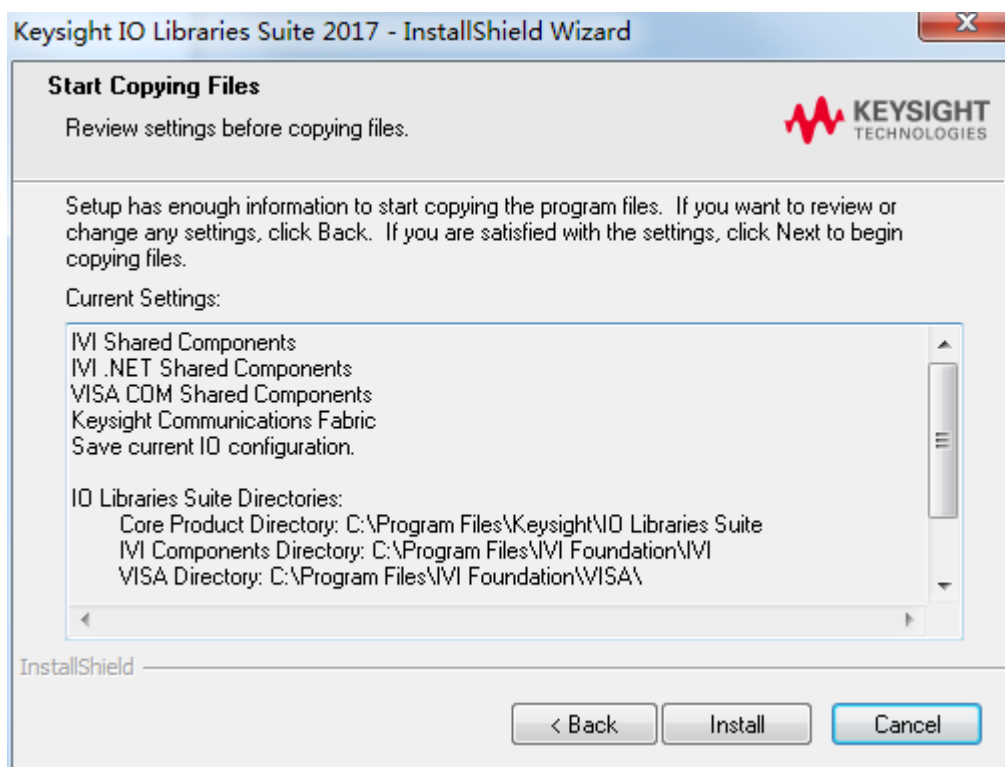 Keysight IO Libraries Suite 2017 - InstallShield Wizard
Start Copying Files
Review settings before copying files.
KEYSIGHT
TECHNOLOGIES
Setup has enough information to start copying the program files.  If you want to review or
change any settings, click Back.  If you are satisfied with the settings, click Next to begin
copying files.
Current Settings:
IVI Shared Components
IVI .NET Shared Components
VISA COM Shared Components
Keysight Communications Fabric
Save current IO configuration.
IO Libraries Suite Directories:
Core Product Directory: C:\Program Files\Keysight\IO Libraries Suite
IVI Components Directory: C:\Program Files\IVI Foundation\IVI
VISA Directory: C:\Program Files\IVI Foundation\VISA\
InstallShield
< Back
Install
Cancel